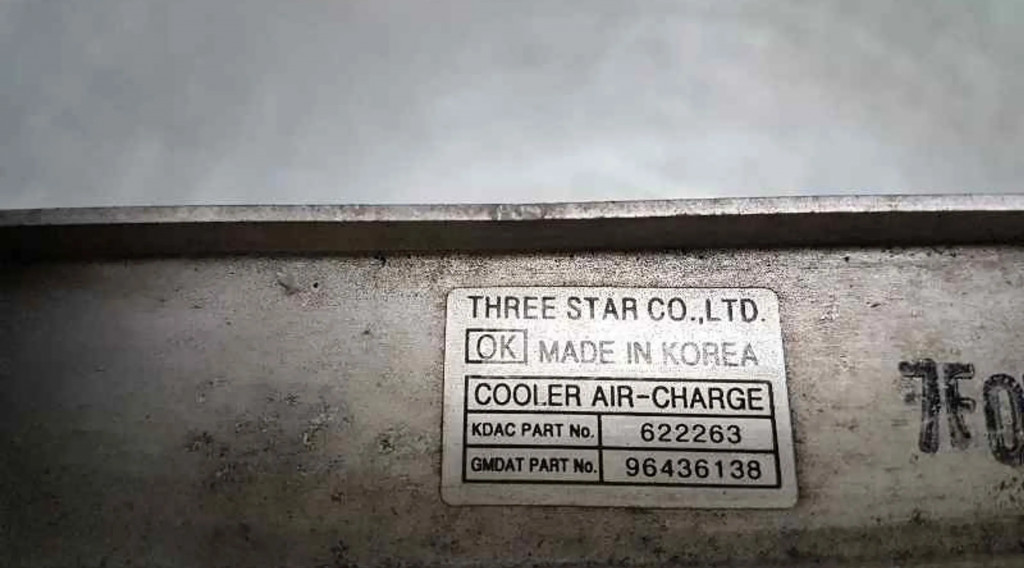 THREE STAR CO.,LTD.
OK MADE IN KOREA
COOLER AIR-CHARGE
KDAC PART No. 622263
GMDAT PART No. 96436138